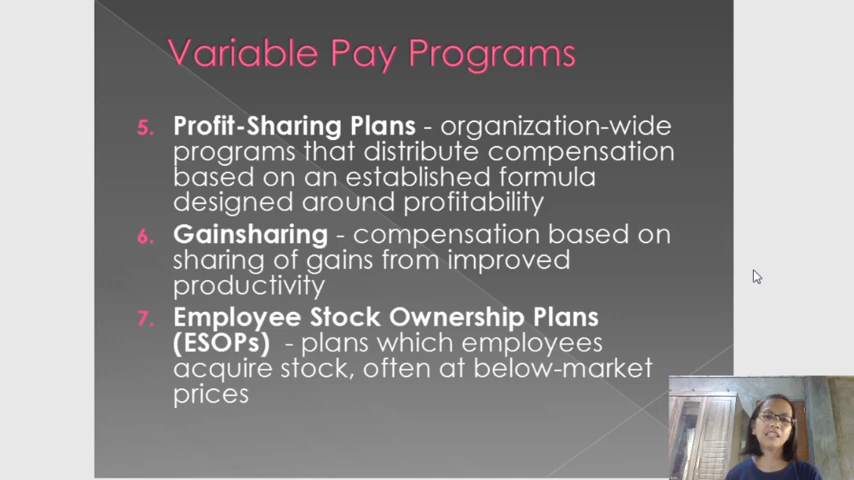 Variable Pay Programs
5. Profit-Sharing Plans - organization-wide
programs that distribute compensation
based on an established formula
designed around profitability
6. Gainsharing - compensation based on
sharing of gains from improved
productivity
7. Employee Stock Ownership Plans
(ESOPs) - plans which employees
acquire stock, often at below-market
prices